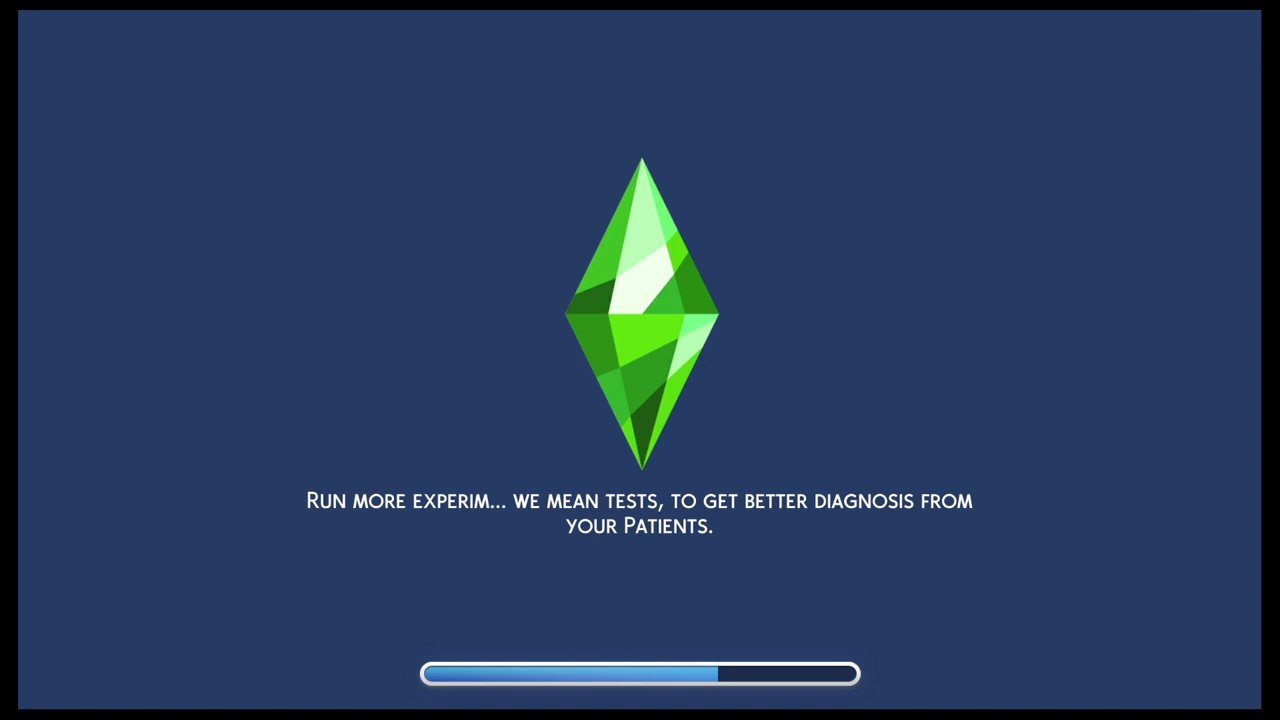 Run more experim... we mean tests, to get better diagnosis from
your Patients.